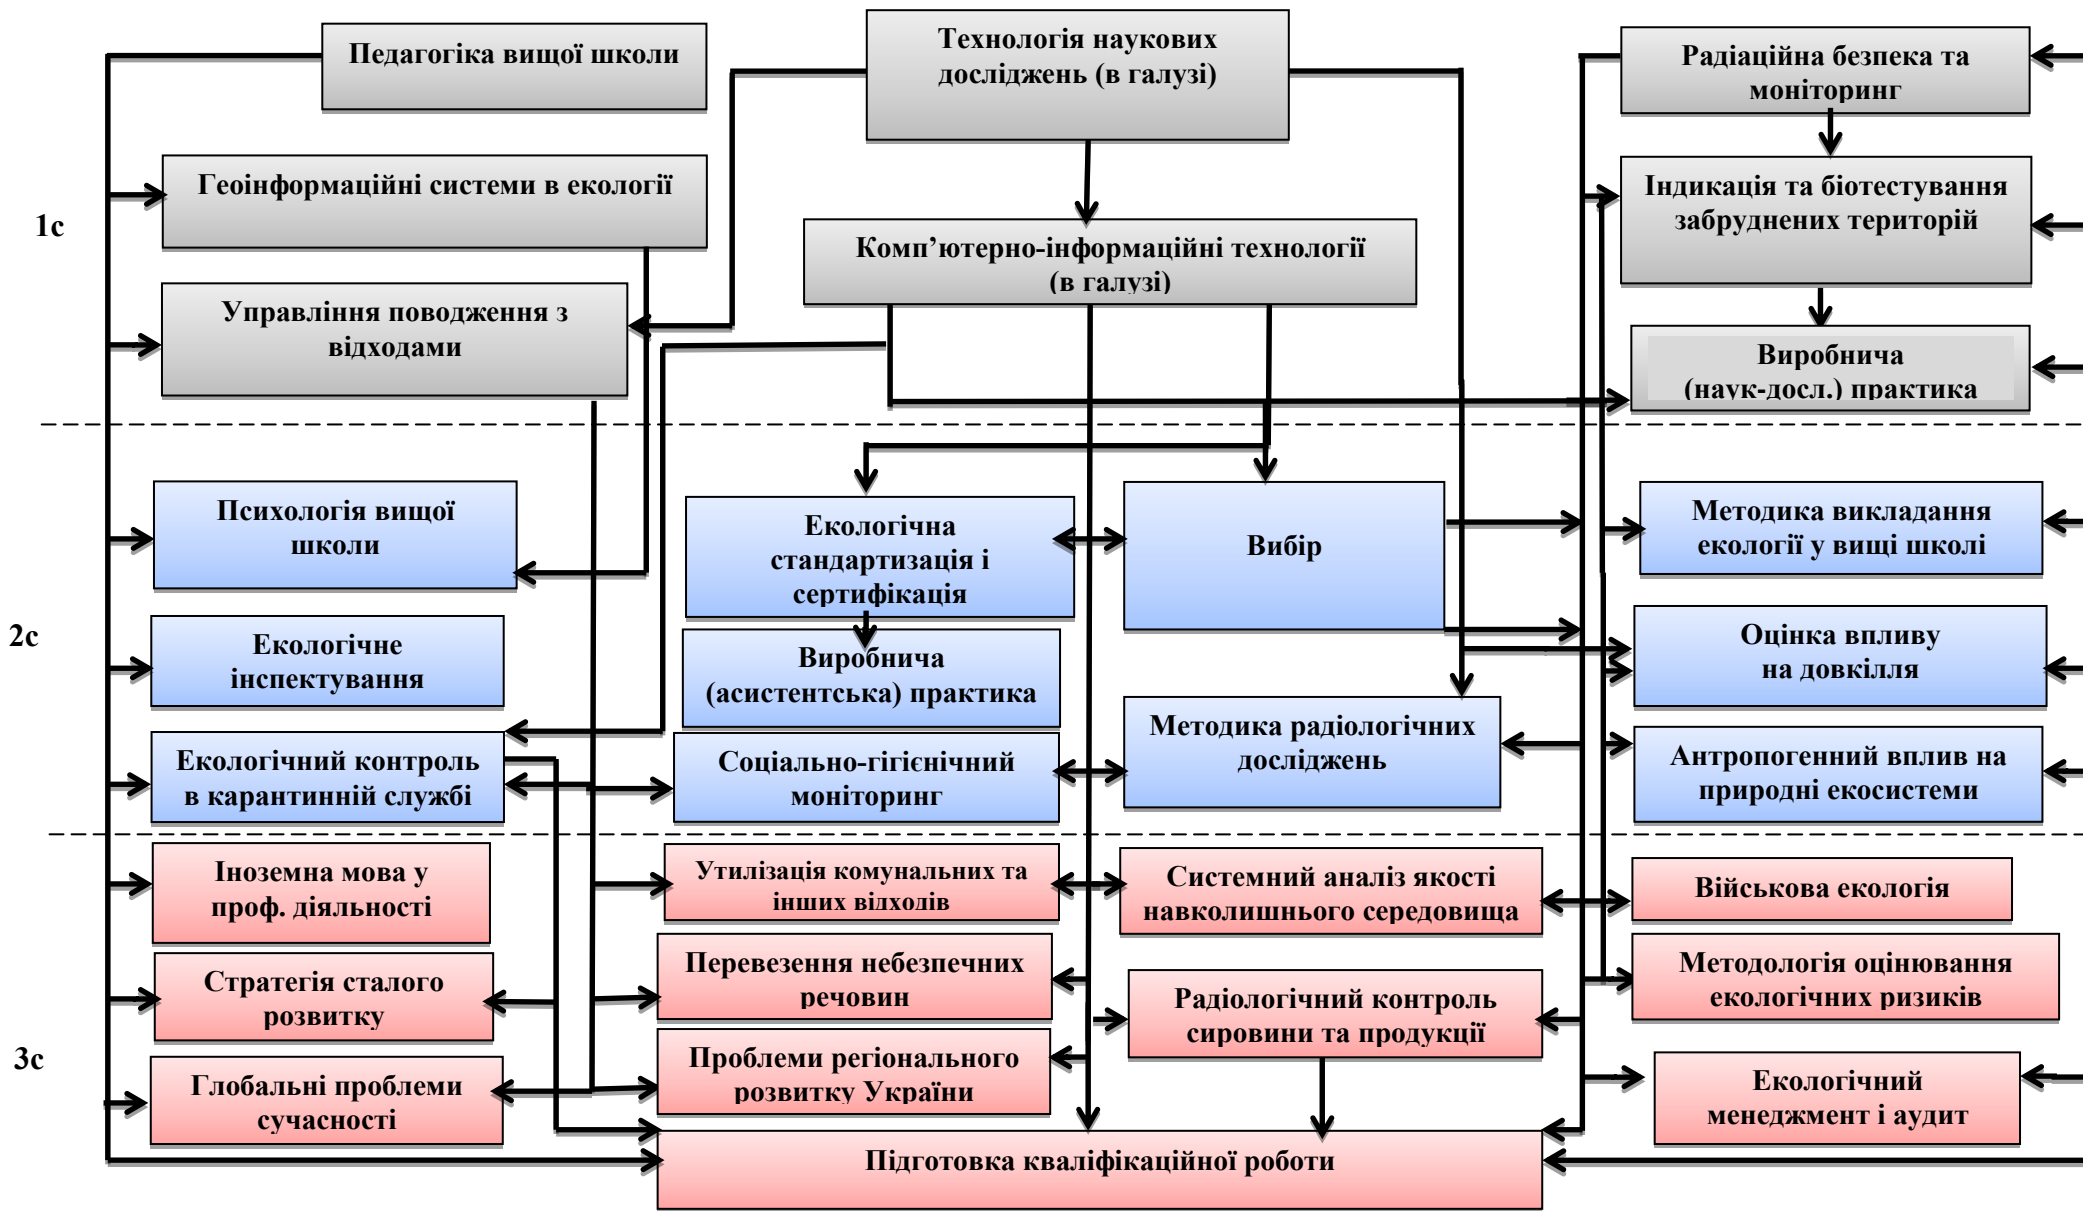 Педагогіка вищої школи
Технологія наукових
досліджень (в галузі)
Радіаційна безпека та
моніторинг
1с
Геоінформаційні системи в екології
Комп’ютерно-інформаційні технології
(в галузі)
Індикація та біотестування
забруднених територій
Управління поводження з
відходами
Виробнича
(наук-досл.) практика
2с
Психологія вищої
школи
Екологічна
стандартизація і
сертифікація
Вибір
Методика викладання
екології у вищі школі
Екологічне
інспектування
Виробнича
(асистентська) практика
Оцінка впливу
на довкілля
Екологічний контроль
в карантинній службі
Соціально-гігієнічний
моніторинг
Методика радіологічних
досліджень
Антропогенний вплив на
природні екосистеми
3с
Іноземна мова у
проф. діяльності
Утилізація комунальних та
інших відходів
Системний аналіз якості
навколишнього середовища
Військова екологія
Стратегія сталого
розвитку
Перевезення небезпечних
речовин
Радіологічний контроль
сировини та продукції
Методологія оцінювання
екологічних ризиків
Глобальні проблеми
сучасності
Проблеми регіонального
розвитку України
Екологічний
менеджмент і аудит
Підготовка кваліфікаційної роботи